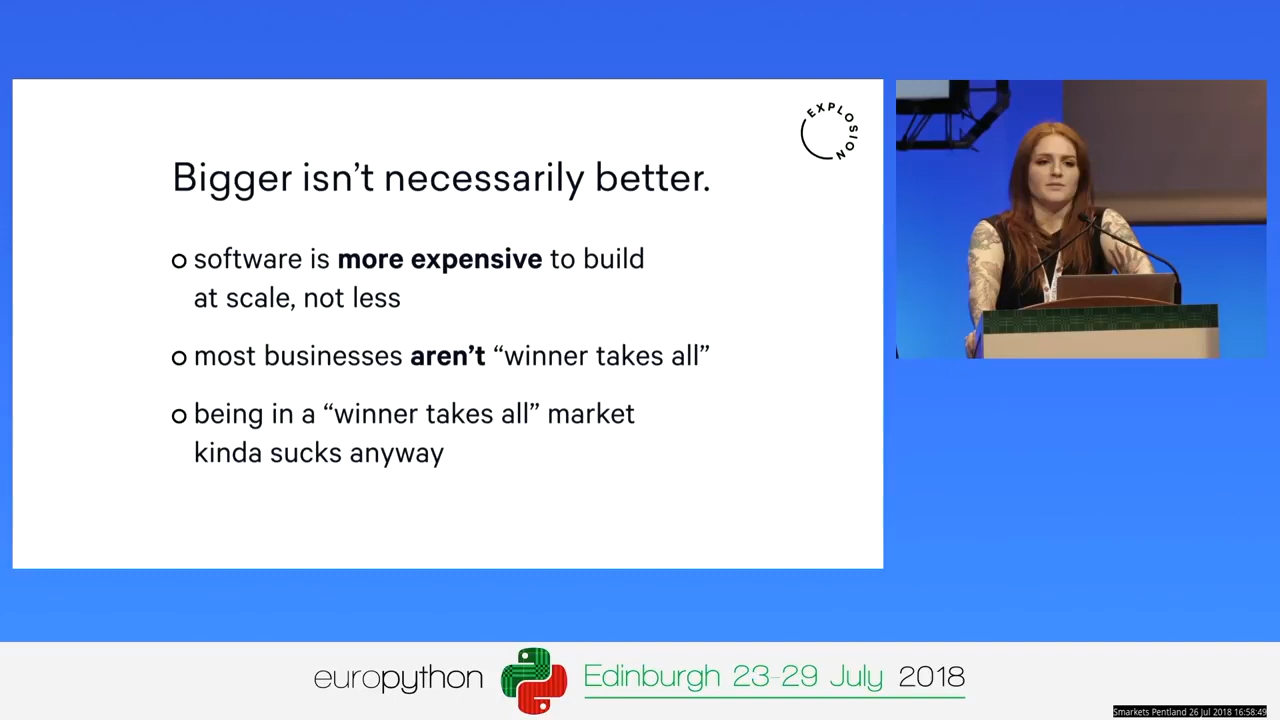 EXPLOSION
Bigger isn’t necessarily better.
software is more expensive to build
at scale, not less
most businesses aren’t “winner takes all”
being in a “winner takes all” market
kinda sucks anyway
europython Edinburgh 23-29 July 2018
Smarkets Pentland 26 Jul 2018 16:58:49